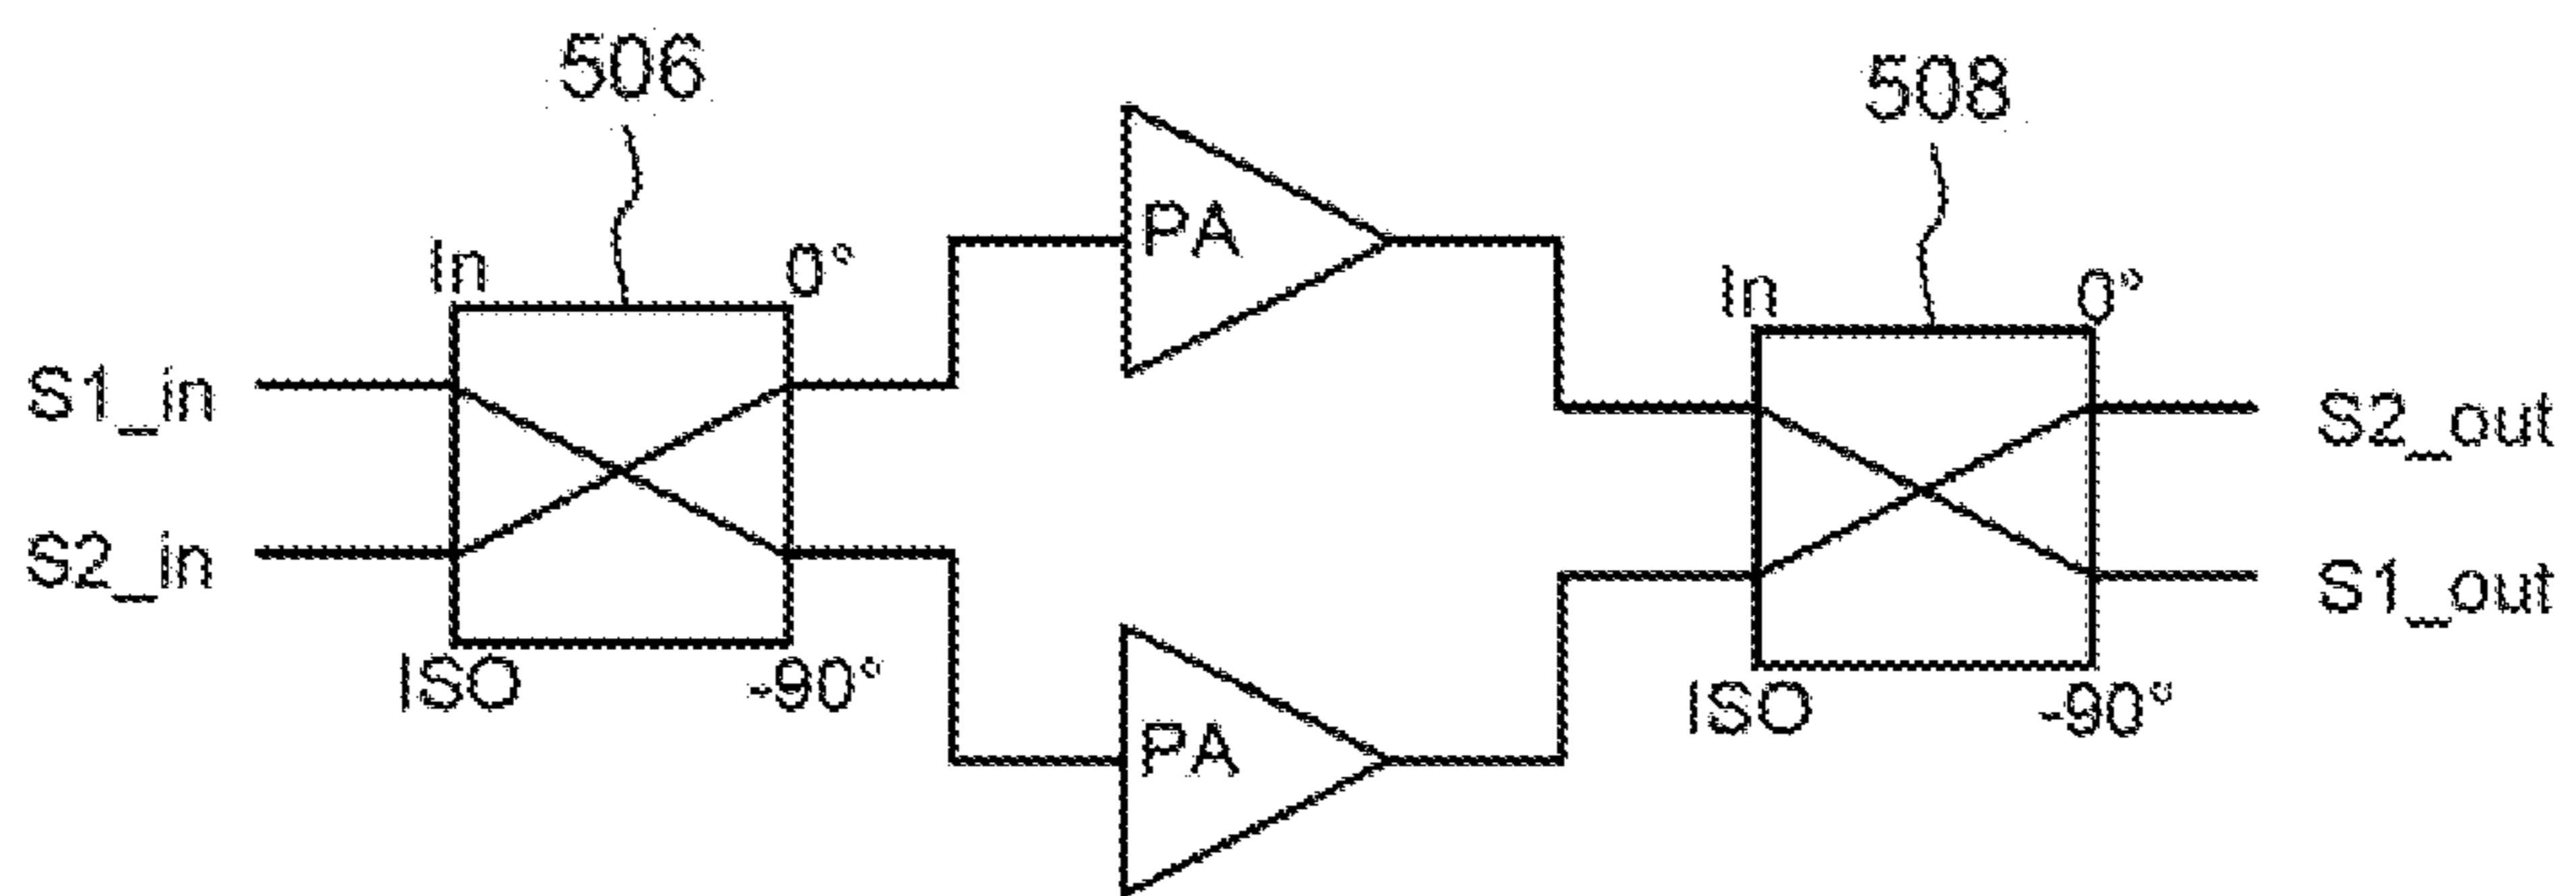 506
508
In
0°
In
0°
PA
S1_in
S2_in
S2_out
S1_out
ISO
-90°
ISO
-90°
PA